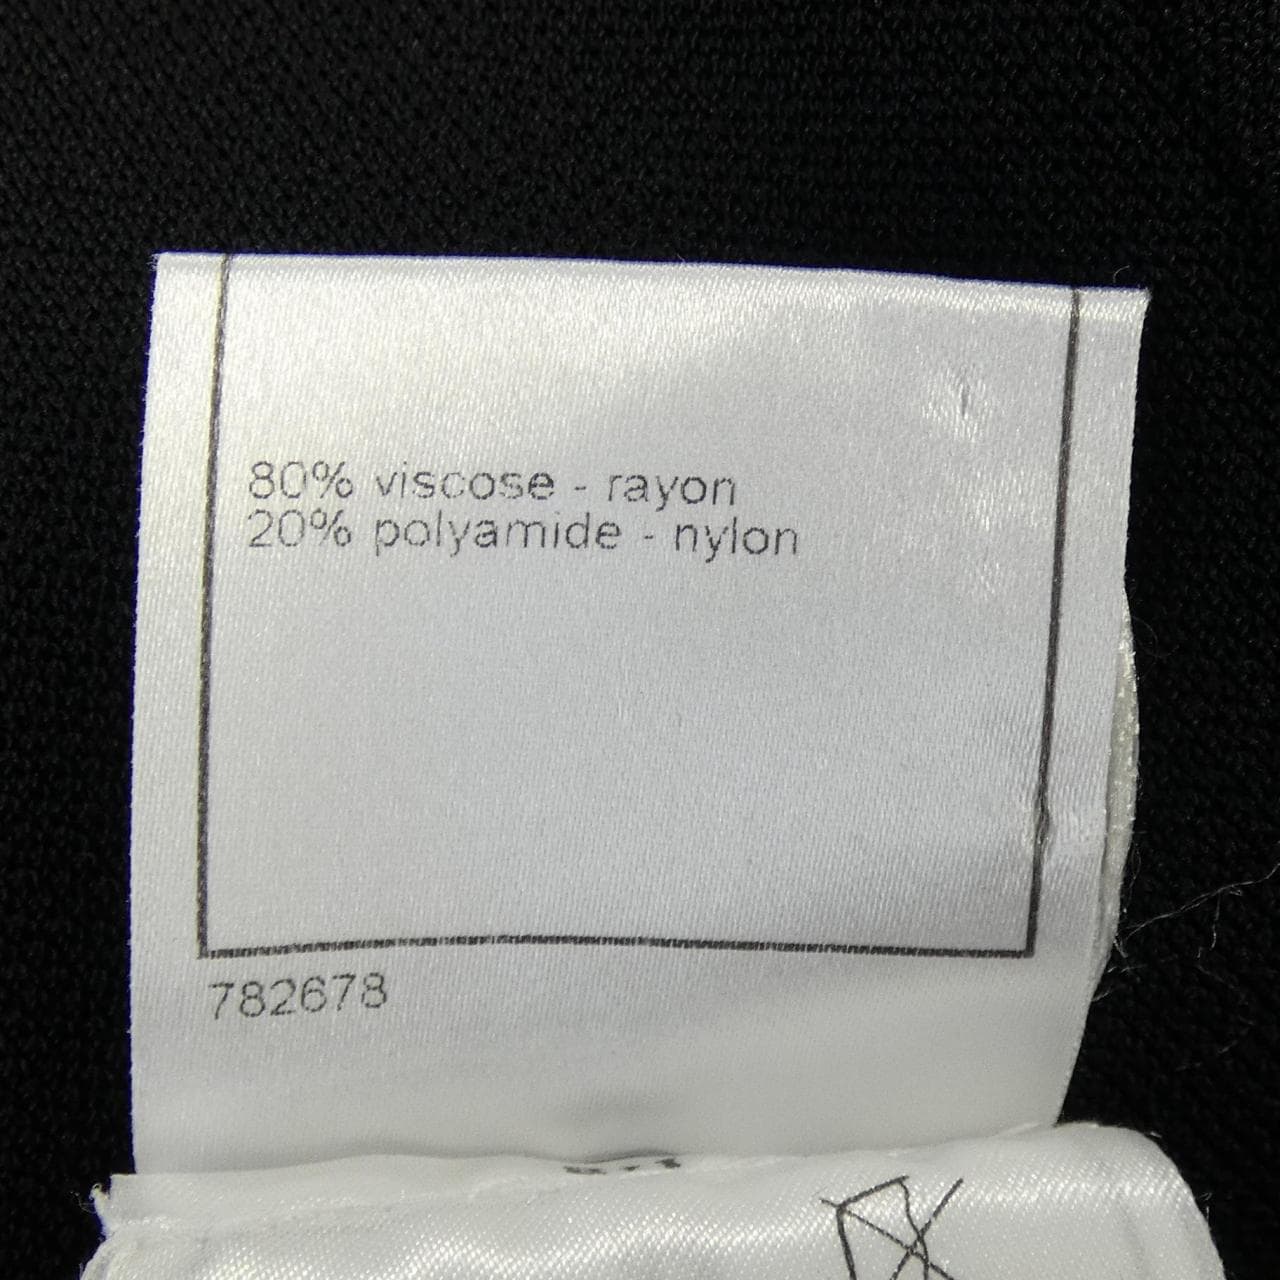 80% viscose - rayon
20% polyamide - nylon
782678